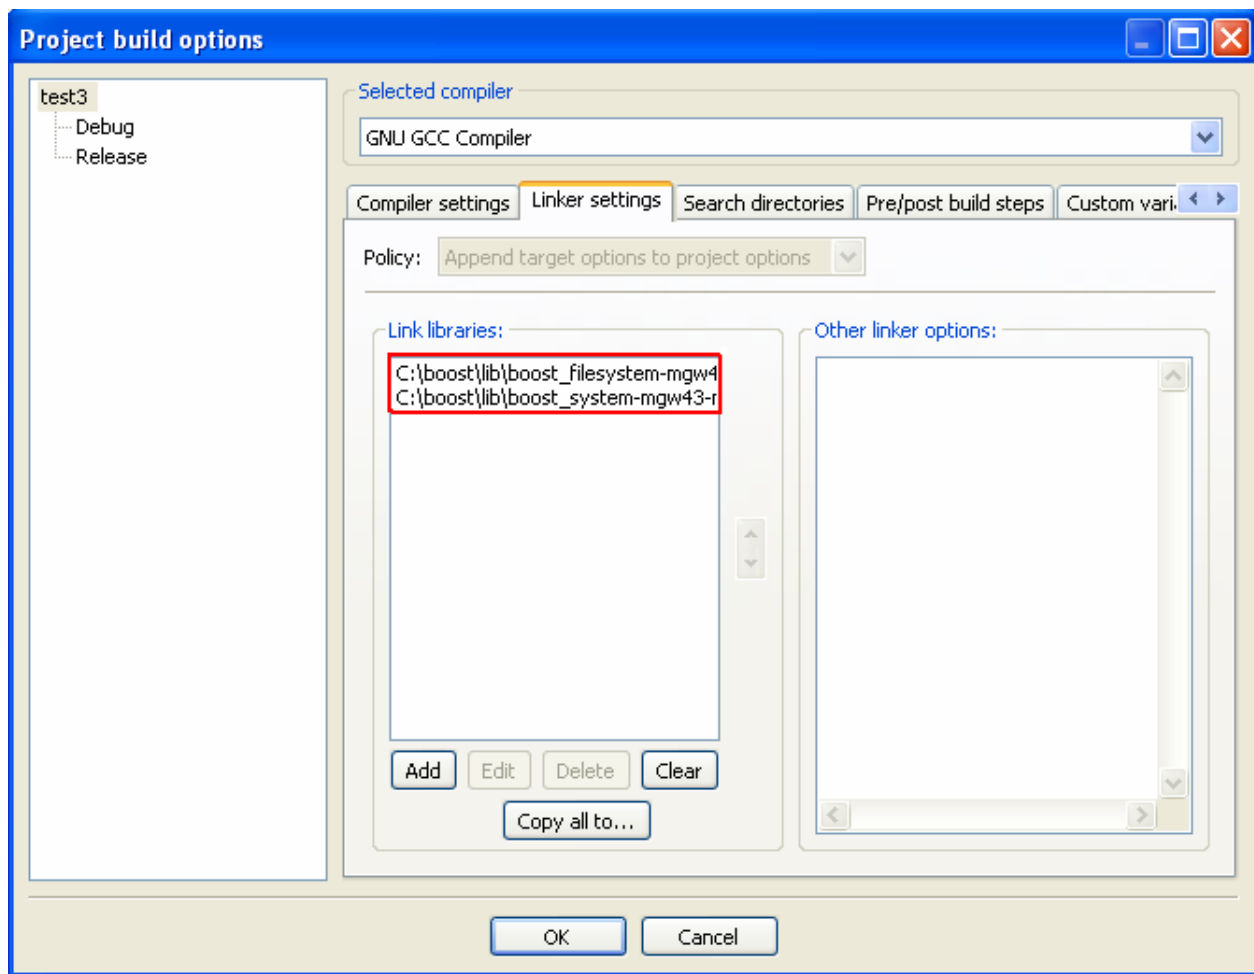 Project build options
test3
Debug
Release
Selected compiler
GNU GCC Compiler
Compiler settings
Linker settings
Search directories
Pre/post build steps
Custom vari
Policy:
Append target options to project options
Link libraries:
C:\boost\lib\boost_filesystem-mgw4
C:\boost\lib\boost_system-mgw43-r
Other linker options:
Add
Edit
Delete
Clear
Copy all to...
OK
Cancel